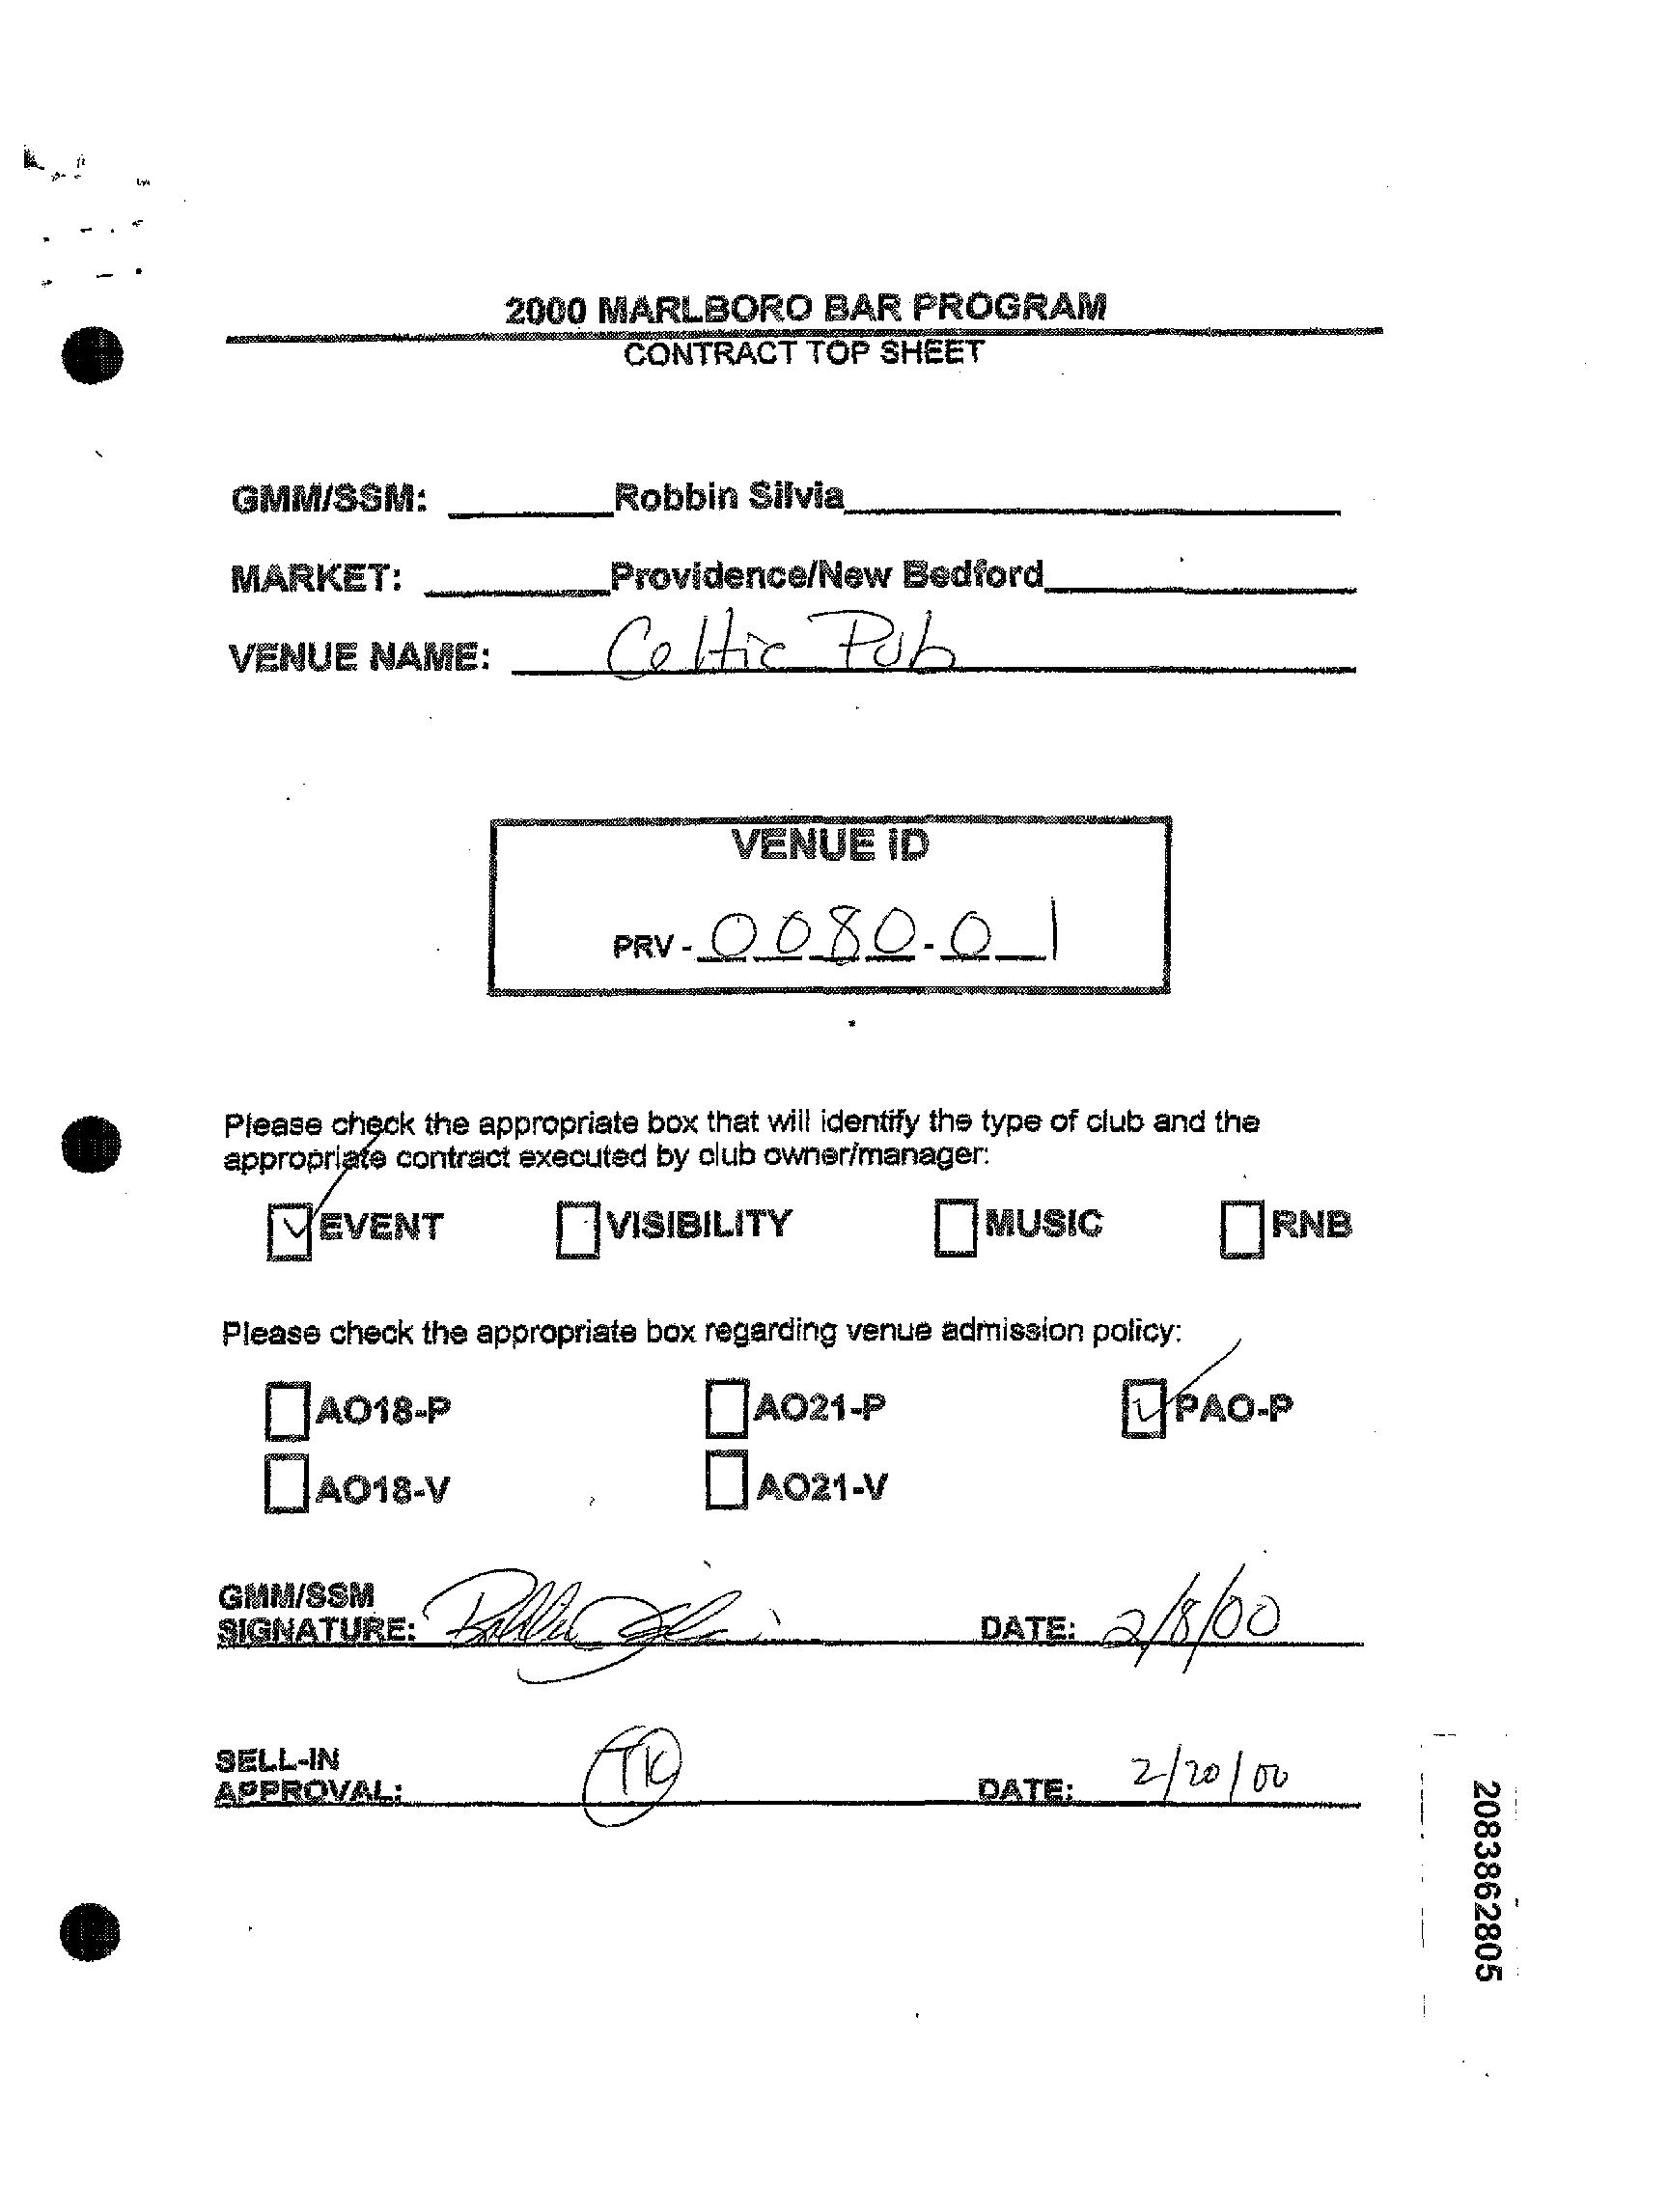 2000 MARLBORO BAR PROGRAM
CONTRACT TOP SHEET
GMM/SSM: Robbin Silvia
MARKET: Providence/New Bedford
VENUE NAME: Celtic Pub
VENUE ID
PRV - 0080-01
Please check the appropriate box that will identify the type of club and the
appropriate contract executed by club owner/manager:
EVENT VISIBILITY MUSIC RNB
Please check the appropriate box regarding venue admission policy:
AO18-P AO21-P PAO-P
AO18-V AO21-V
GMM/SSM
SIGNATURE: DATE: 2/8/00
SELL-IN
APPROVAL: TK DATE: 2/20/00
2083862805